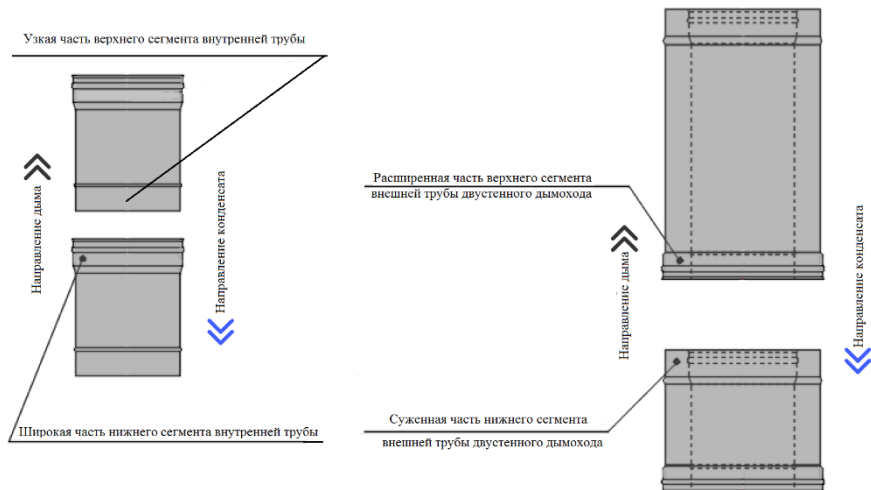 Узкая часть верхнего сегмента внутренней трубы
Направление дыма
Направление конденсата
Широкая часть нижнего сегмента внутренней трубы
Расширенная часть верхнего сегмента
внешней трубы двустенного дымохода
Направление дыма
Направление конденсата
Суженная часть нижнего сегмента
внешней трубы двустенного дымохода